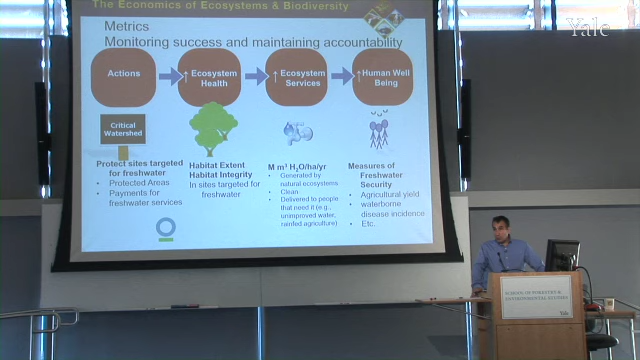 The Economics of Ecosystems & Biodiversity
Yale
Metrics
Monitoring success and maintaining accountability
Actions
↑ Ecosystem
Health
↑ Ecosystem
Services
↑ Human Well
Being
Critical
Watershed
Protect sites targeted
for freshwater
• Protected Areas
• Payments for
freshwater services
Habitat Extent
Habitat Integrity
In sites targeted for
freshwater
M m³ H₂O/ha/yr
• Generated by
natural ecosystems
• Clean
• Delivered to people
that need it (e.g.,
unimproved water,
rainfed agriculture)
Measures of
Freshwater
Security
• Agricultural yield
• waterborne
disease incidence
• Etc.
SCHOOL OF FORESTRY &
ENVIRONMENTAL STUDIES
Yale